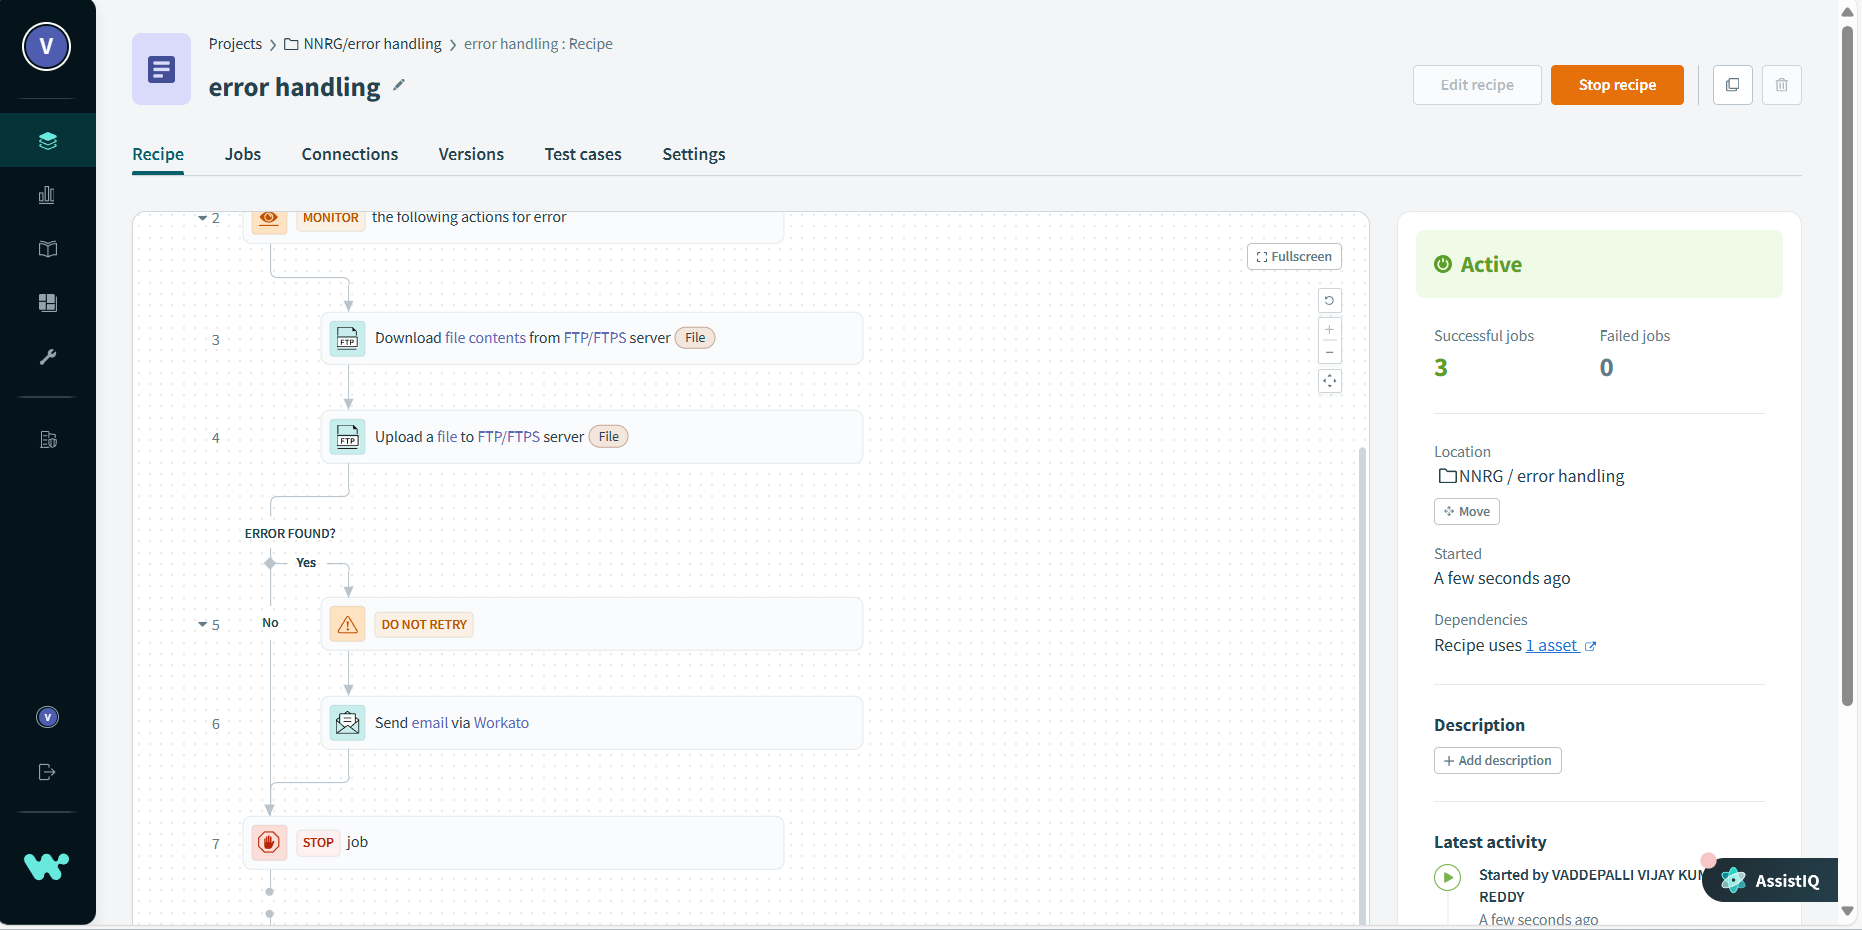 V
Projects > NNRG/error handling > error handling : Recipe
error handling
Edit recipe
Stop recipe
Recipe
Jobs
Connections
Versions
Test cases
Settings
2 MONITOR the following actions for error
Fullscreen
3 Download file contents from FTP/FTPS server File
4 Upload a file to FTP/FTPS server File
ERROR FOUND?
Yes
No
5 DO NOT RETRY
6 Send email via Workato
7 STOP job
Active
Successful jobs
Failed jobs
3
0
Location
NNRG / error handling
Move
Started
A few seconds ago
Dependencies
Recipe uses 1 asset
Description
+ Add description
Latest activity
Started by VADDEPALLI VIJAY KUM
REDDY
A few seconds ago
AssistIQ
V